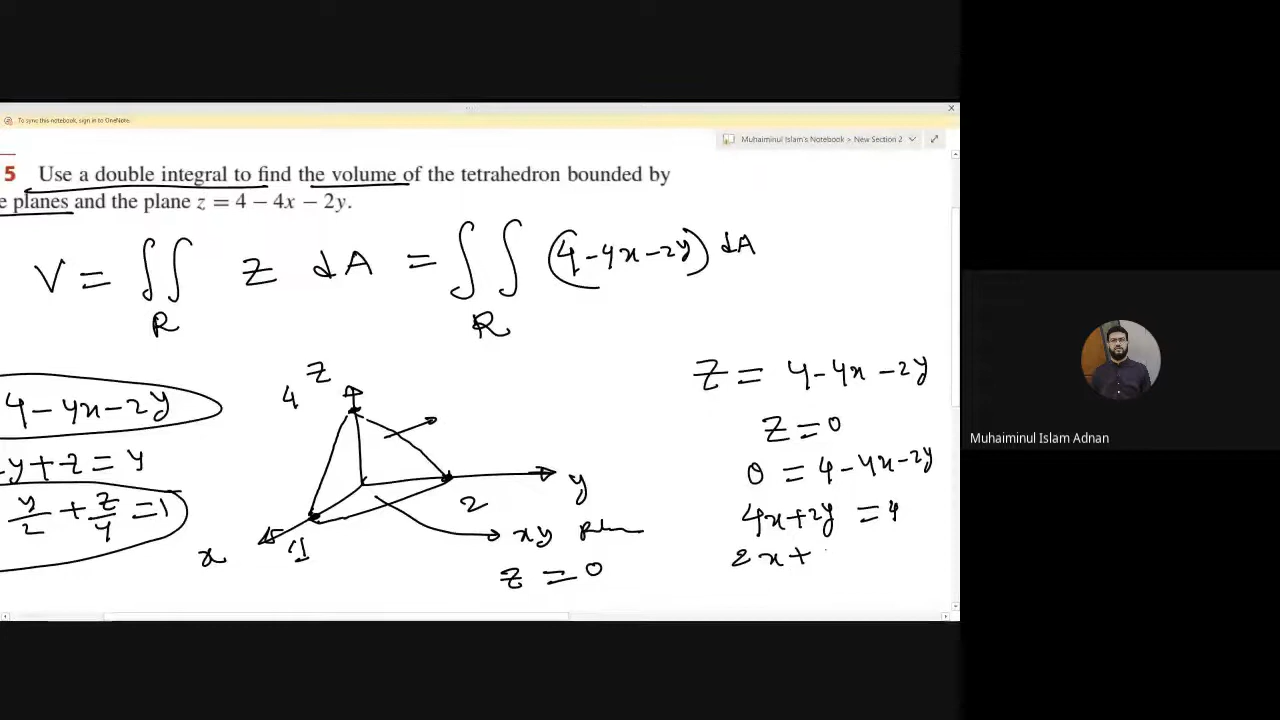 To sync this notebook, sign in to OneNote.
Muhaiminul Islam's Notebook > New Section 2
5 Use a double integral to find the volume of the tetrahedron bounded by
e planes and the plane z = 4 − 4x − 2y.
V = ∬ z dA = ∬ (4-4x-2y) dA
R R
4-4x-2y
y+z=4
y/2 + z/4 = 1
z
4
y
2
x
1
xy
z = 0
z = 4-4x-2y
z = 0
0 = 4-4x-2y
4x+2y = 4
2x+
Muhaiminul Islam Adnan